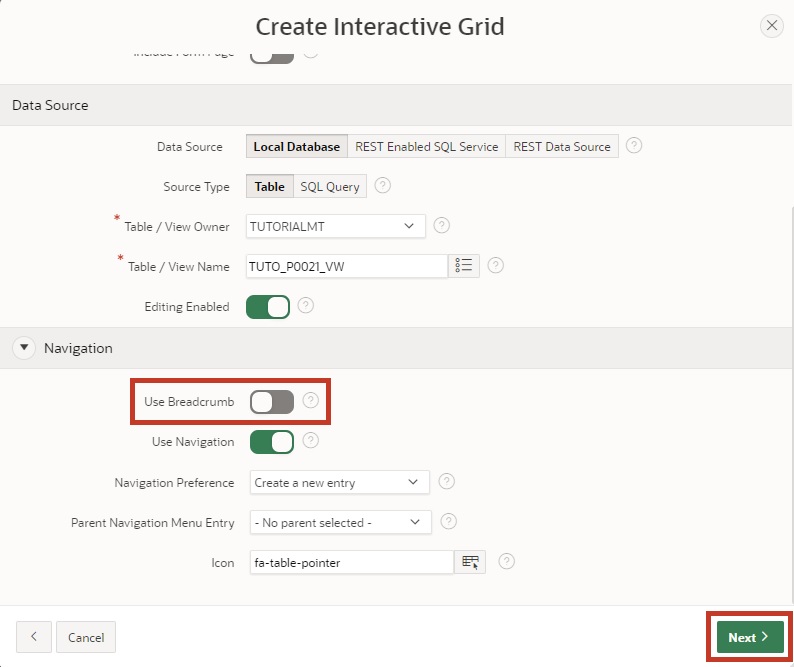 Create Interactive Grid
Include Form Page
Data Source
Data Source Local Database REST Enabled SQL Service REST Data Source ?
Source Type Table SQL Query ?
* Table / View Owner TUTORIALMT ?
* Table / View Name TUTO_P0021_VW ?
Editing Enabled ?
Navigation
Use Breadcrumb ?
Use Navigation ?
Navigation Preference Create a new entry ?
Parent Navigation Menu Entry - No parent selected - ?
Icon fa-table-pointer ?
Cancel Next